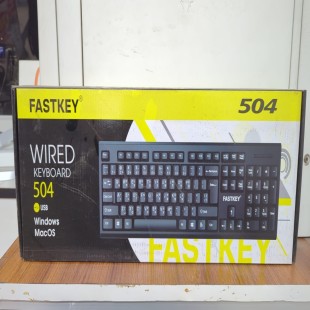 FASTKEY
504
WIRED
KEYBOARD
504
USB
Windows
MacOS
FASTKEY
FASTKEY